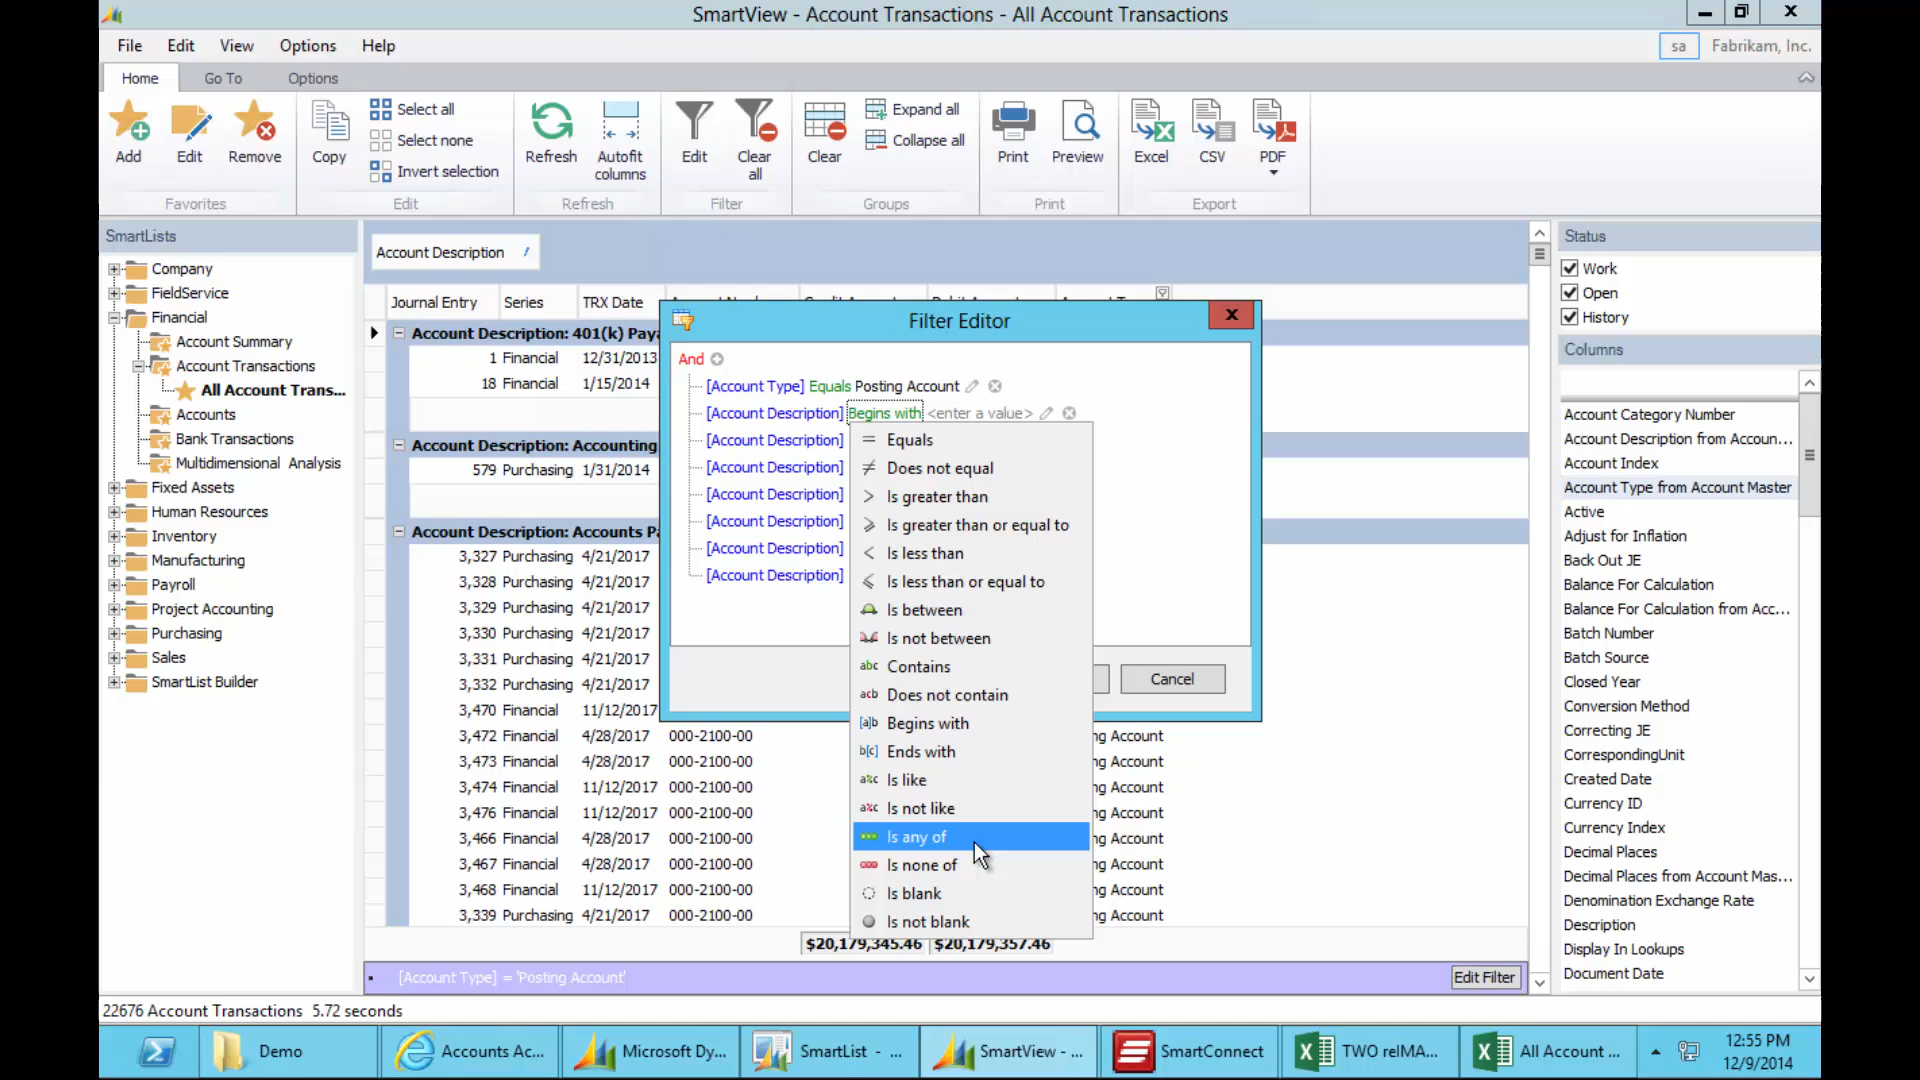 SmartView - Account Transactions - All Account Transactions
File Edit View Options Help
sa Fabrikam, Inc.
Home Go To Options
Add Edit Remove
Copy
Select all
Select none
Invert selection
Refresh Autofit columns
Edit Clear all
Clear
Expand all
Collapse all
Print Preview
Excel CSV PDF
Favorites Edit Refresh Filter Groups Print Export
SmartLists
Company
FieldService
Financial
Account Summary
Account Transactions
All Account Trans...
Accounts
Bank Transactions
Multidimensional Analysis
Fixed Assets
Human Resources
Inventory
Manufacturing
Payroll
Project Accounting
Purchasing
Sales
SmartList Builder
Account Description
Journal Entry Series TRX Date
Account Description: 401(k) Paya
1 Financial 12/31/2013
18 Financial 1/15/2014
Account Description: Accounting
579 Purchasing 1/31/2014
Account Description: Accounts Pa
3,327 Purchasing 4/21/2017
3,328 Purchasing 4/21/2017
3,329 Purchasing 4/21/2017
3,330 Purchasing 4/21/2017
3,331 Purchasing 4/21/2017
3,332 Purchasing 4/21/2017
3,470 Financial 11/12/2017
3,472 Financial 4/28/2017 000-2100-00 ng Account
3,473 Financial 4/28/2017 000-2100-00 ng Account
3,474 Financial 11/12/2017 000-2100-00 ng Account
3,476 Financial 11/12/2017 000-2100-00 ng Account
3,466 Financial 4/28/2017 000-2100-00 ng Account
3,467 Financial 4/28/2017 000-2100-00 ng Account
3,468 Financial 11/12/2017 000-2100-00 ng Account
3,339 Purchasing 4/21/2017 000-2100-00 ng Account
$20,179,345.46 $20,179,357.46
[Account Type] = 'Posting Account'
Edit Filter
Filter Editor
And
[Account Type] Equals Posting Account
[Account Description] Begins with <enter a value>
[Account Description]
[Account Description]
[Account Description]
[Account Description]
[Account Description]
[Account Description]
Cancel
Equals
Does not equal
Is greater than
Is greater than or equal to
Is less than
Is less than or equal to
Is between
Is not between
abc Contains
acb Does not contain
[a]b Begins with
b[c] Ends with
a%c Is like
a%c Is not like
Is any of
Is none of
Is blank
Is not blank
Status
Work
Open
History
Columns
Account Category Number
Account Description from Accoun...
Account Index
Account Type from Account Master
Active
Adjust for Inflation
Back Out JE
Balance For Calculation
Balance For Calculation from Acc...
Batch Number
Batch Source
Closed Year
Conversion Method
Correcting JE
CorrespondingUnit
Created Date
Currency ID
Currency Index
Decimal Places
Decimal Places from Account Mas...
Denomination Exchange Rate
Description
Display In Lookups
Document Date
22676 Account Transactions 5.72 seconds
Demo
Accounts Ac...
Microsoft Dy...
SmartList - ...
SmartView - ...
SmartConnect
TWO relMA...
All Account ...
12:55 PM
12/9/2014